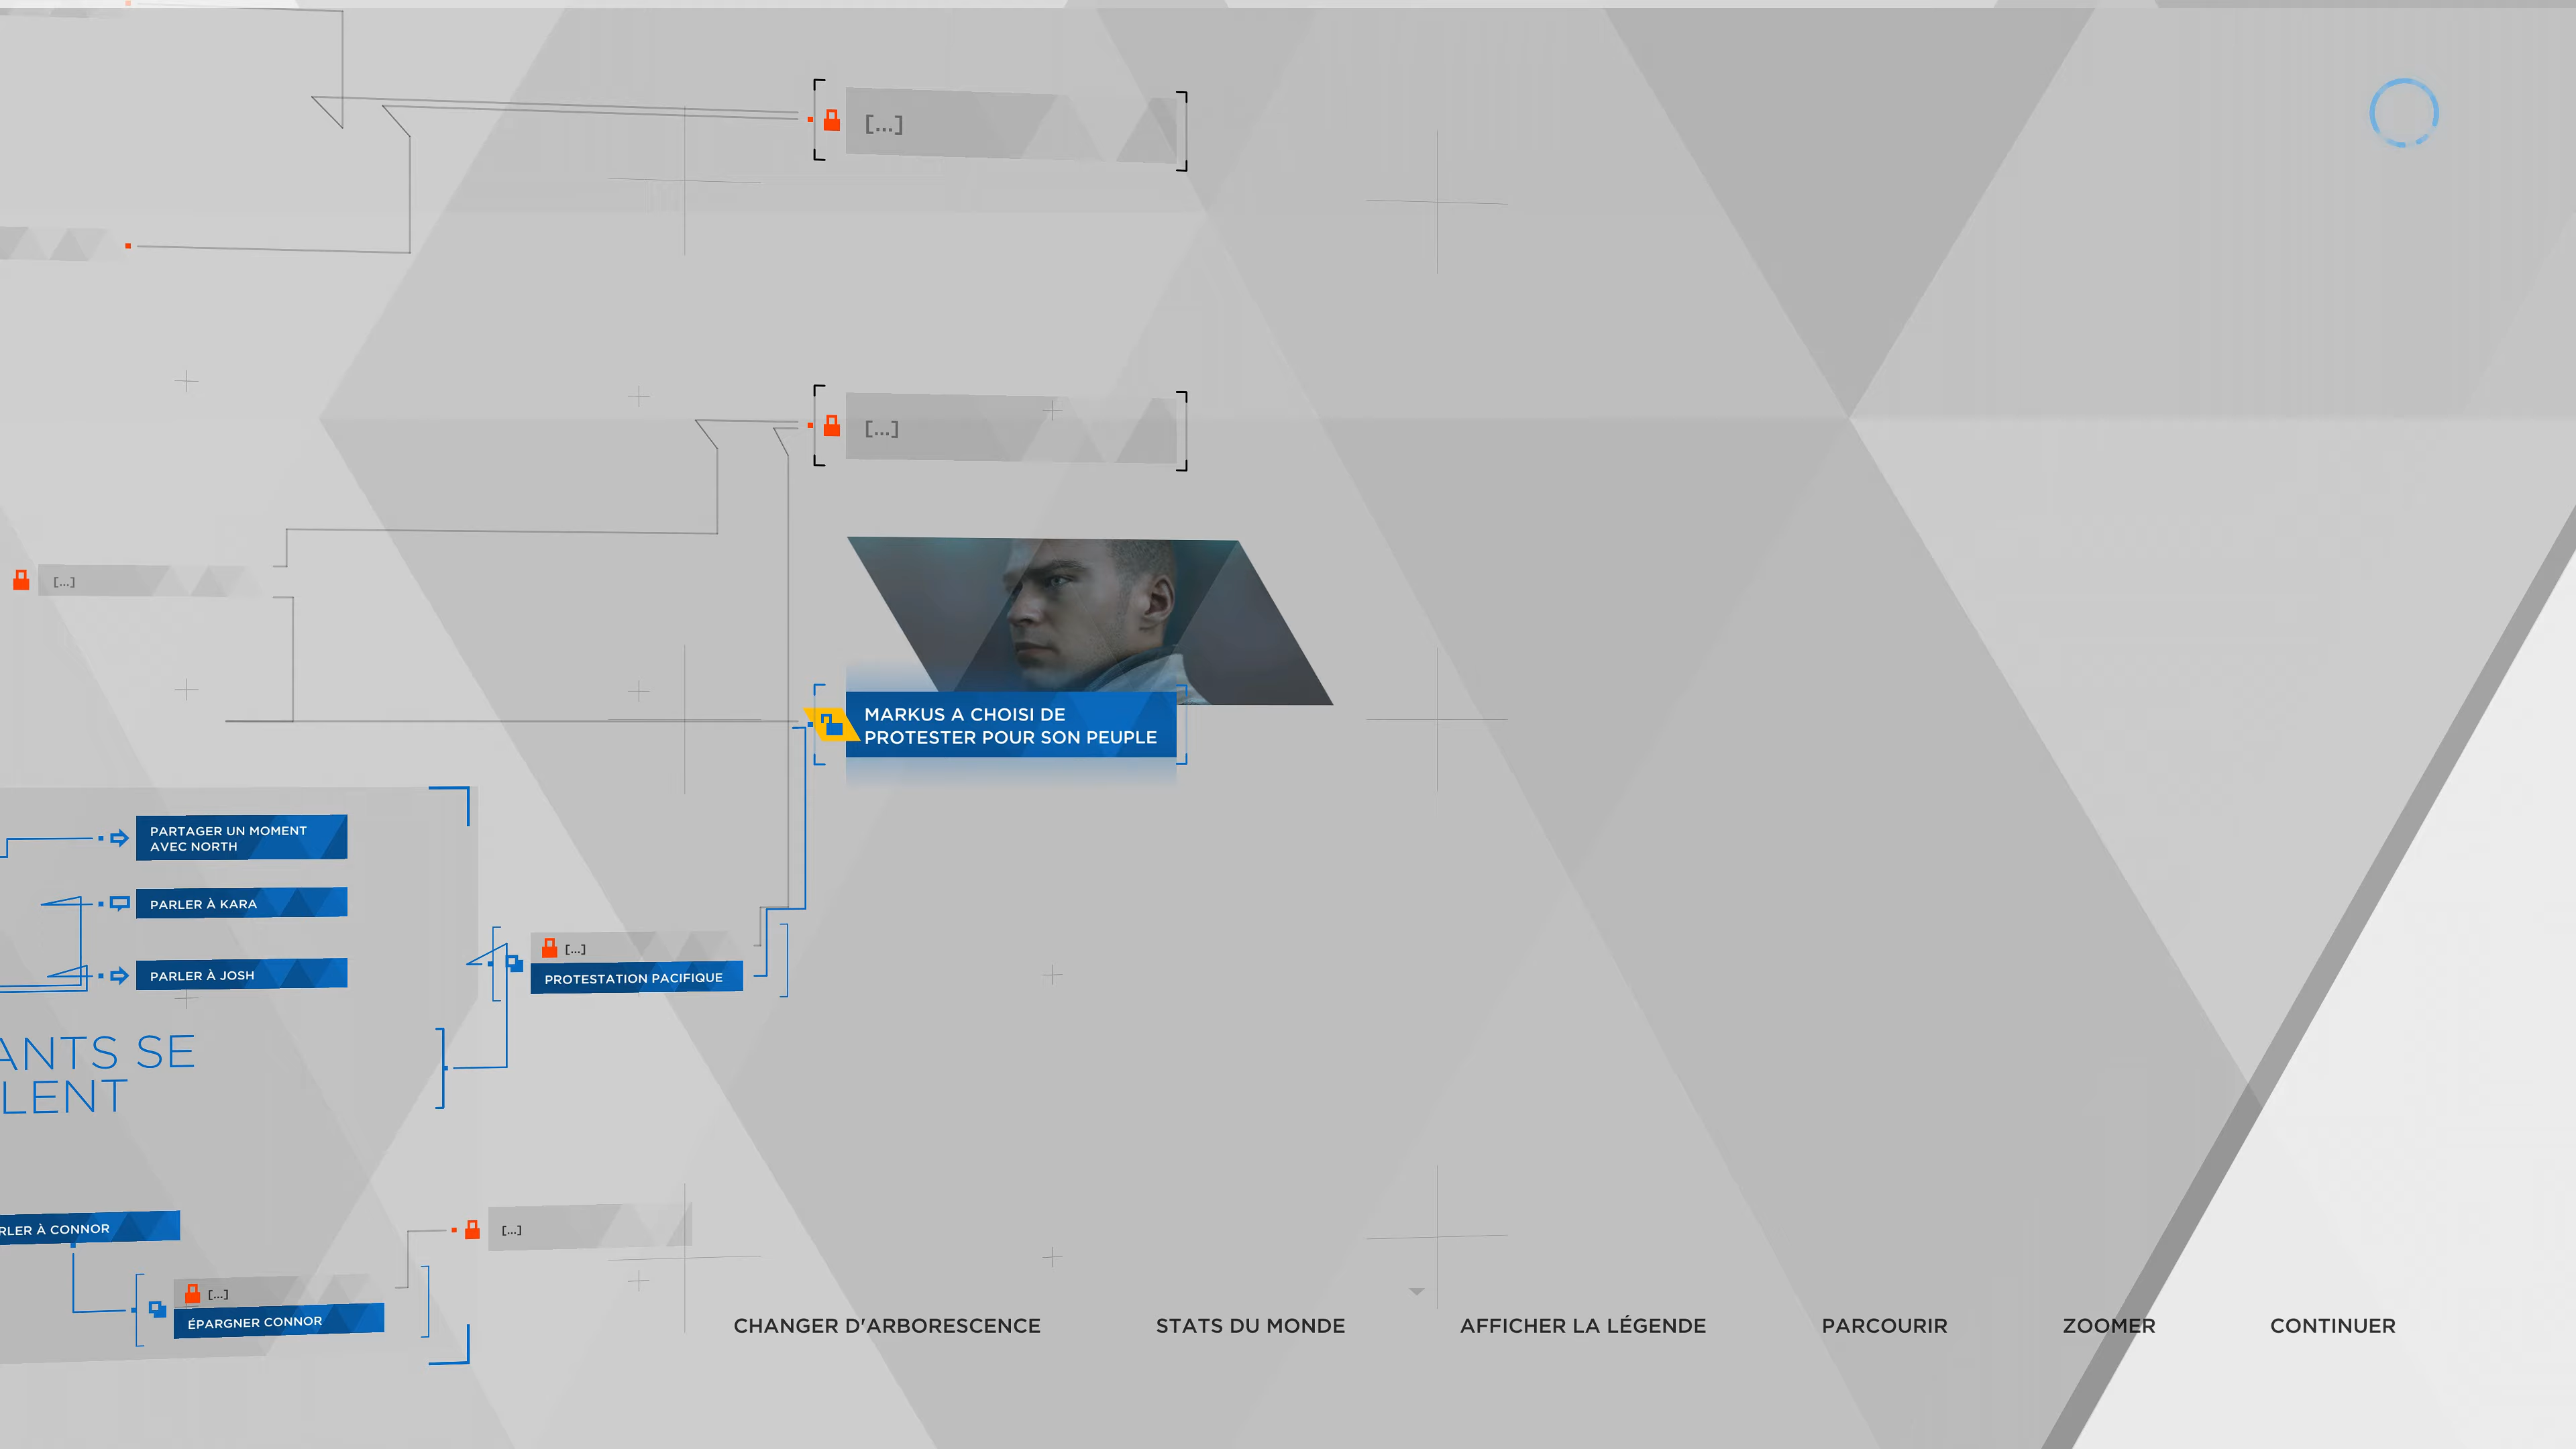 [...]
[...]
[...]
MARKUS A CHOISI DE
PROTESTER POUR SON PEUPLE
PARTAGER UN MOMENT
AVEC NORTH
PARLER À KARA
PARLER À JOSH
[...]
PROTESTATION PACIFIQUE
ANTS SE
LENT
RLER À CONNOR
[...]
[...]
ÉPARGNER CONNOR
CHANGER D'ARBORESCENCE
STATS DU MONDE
AFFICHER LA LÉGENDE
PARCOURIR
ZOOMER
CONTINUER